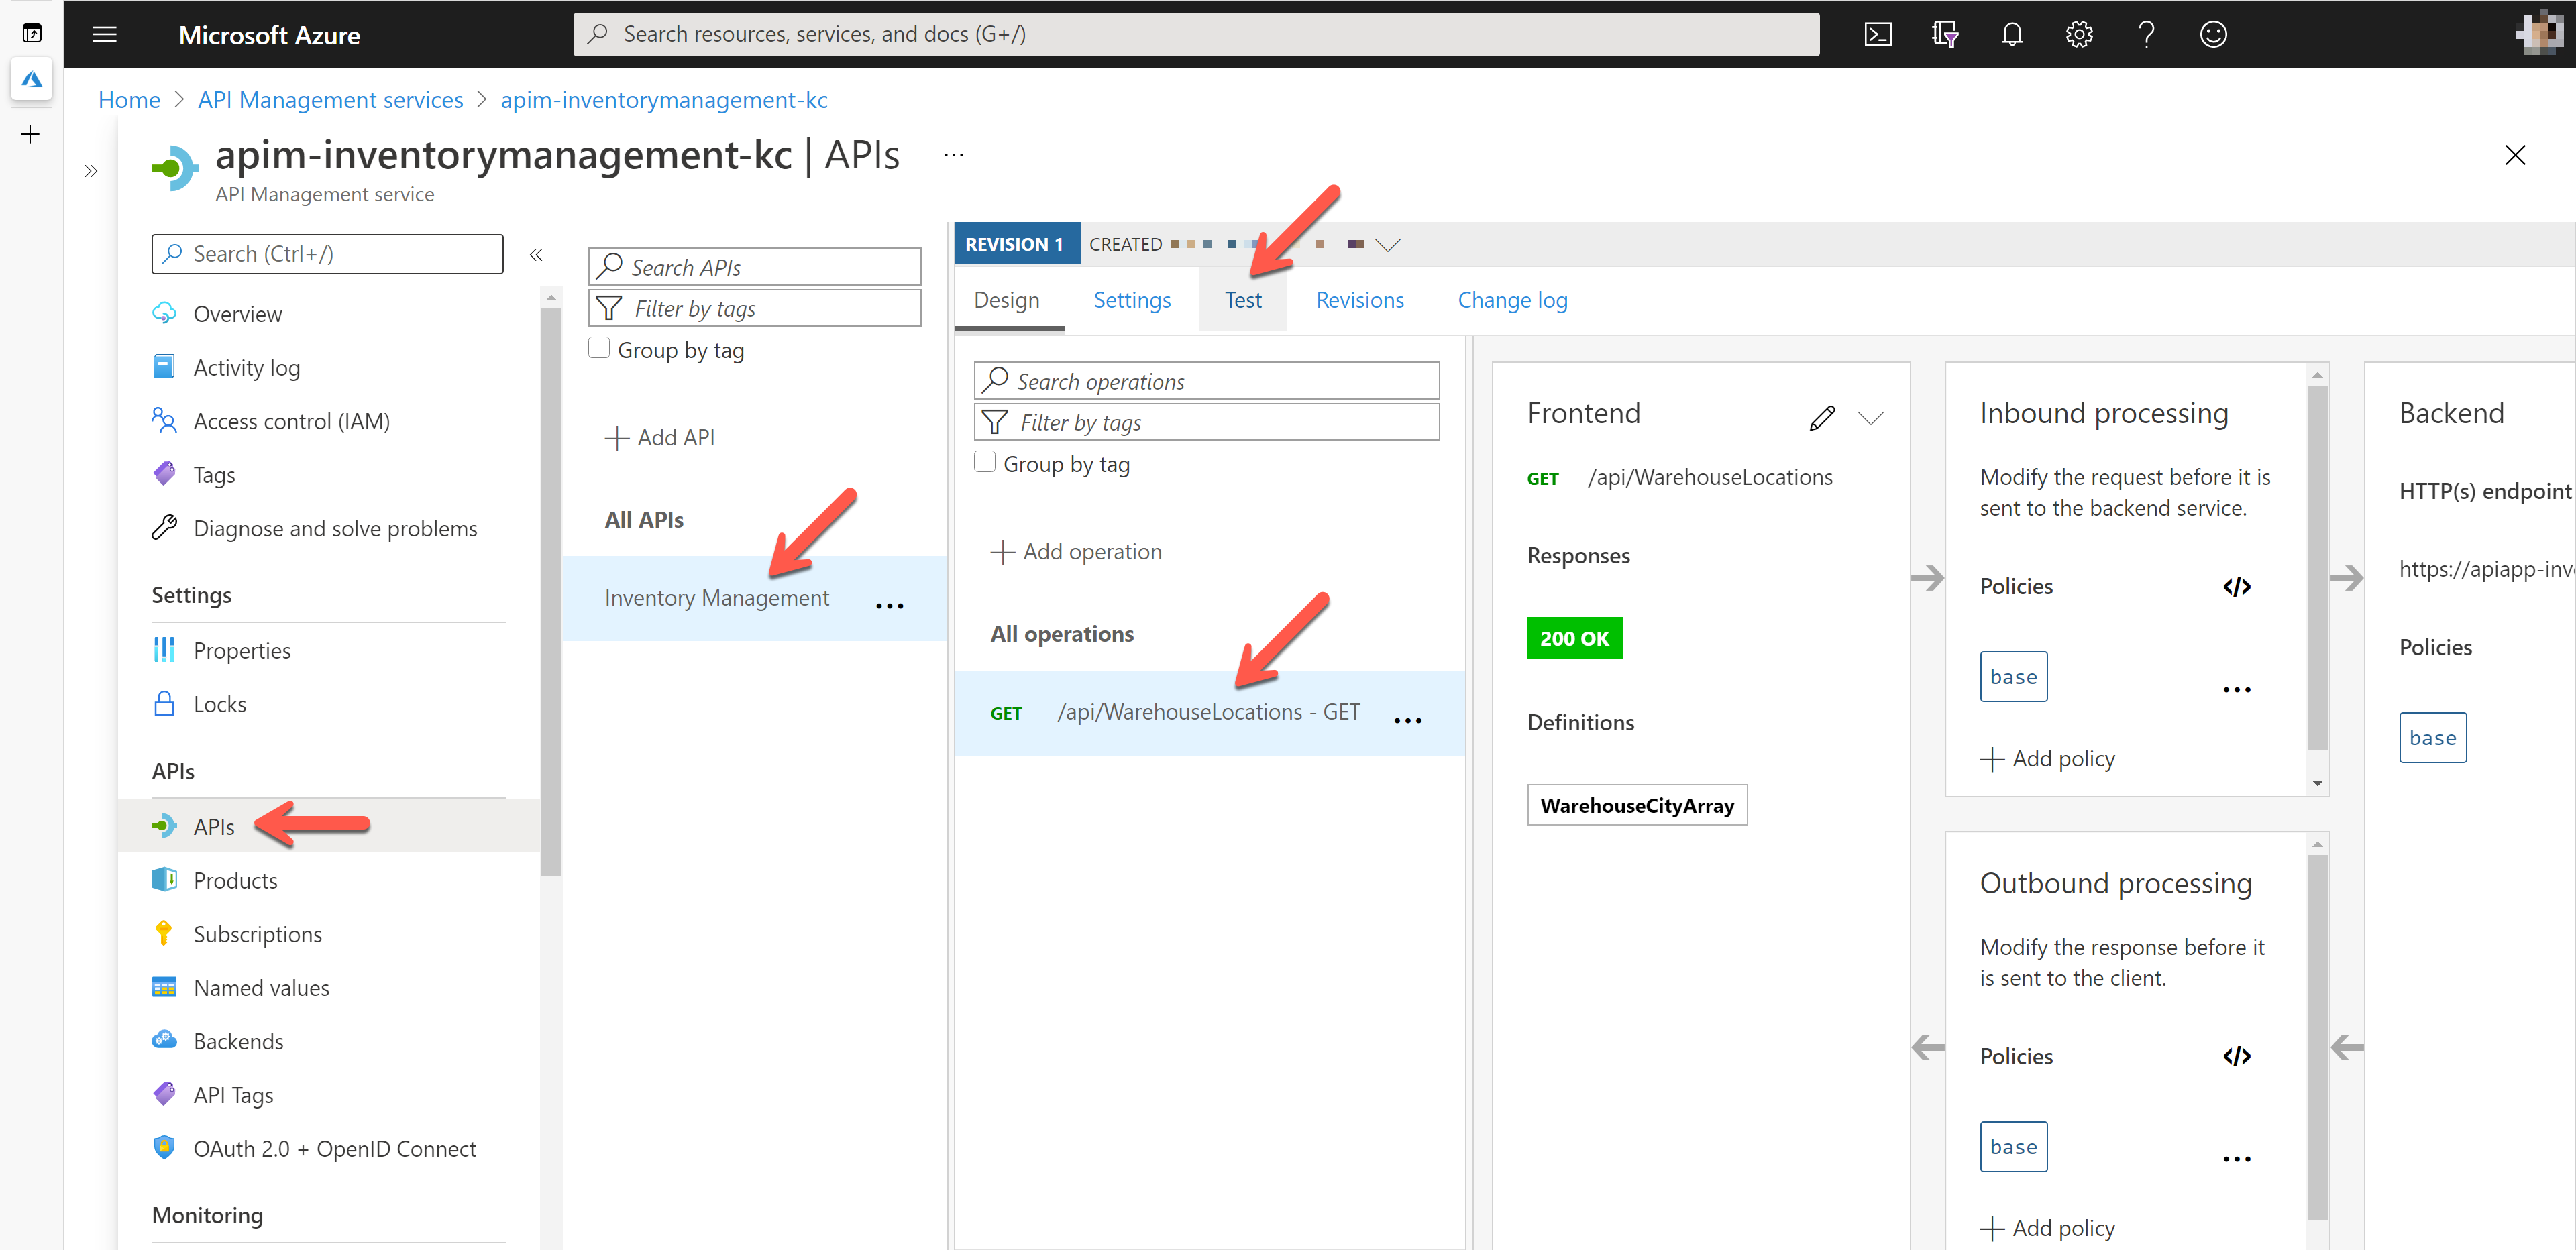 Microsoft Azure
Search resources, services, and docs (G+/)
Home > API Management services > apim-inventorymanagement-kc
apim-inventorymanagement-kc | APIs ...
API Management service
Search (Ctrl+/)
Overview
Activity log
Access control (IAM)
Tags
Diagnose and solve problems
Settings
Properties
Locks
APIs
APIs
Products
Subscriptions
Named values
Backends
API Tags
OAuth 2.0 + OpenID Connect
Monitoring
Search APIs
Filter by tags
Group by tag
Add API
All APIs
Inventory Management ...
REVISION 1 CREATED
Design Settings Test Revisions Change log
Search operations
Filter by tags
Group by tag
Add operation
All operations
GET /api/WarehouseLocations - GET ...
Frontend
GET /api/WarehouseLocations
Responses
200 OK
Definitions
WarehouseCityArray
Inbound processing
Modify the request before it is
sent to the backend service.
Policies </>
base ...
Add policy
Outbound processing
Modify the response before it
is sent to the client.
Policies </>
base ...
Add policy
Backend
HTTP(s) endpoint
https://apiapp-inv
Policies
base